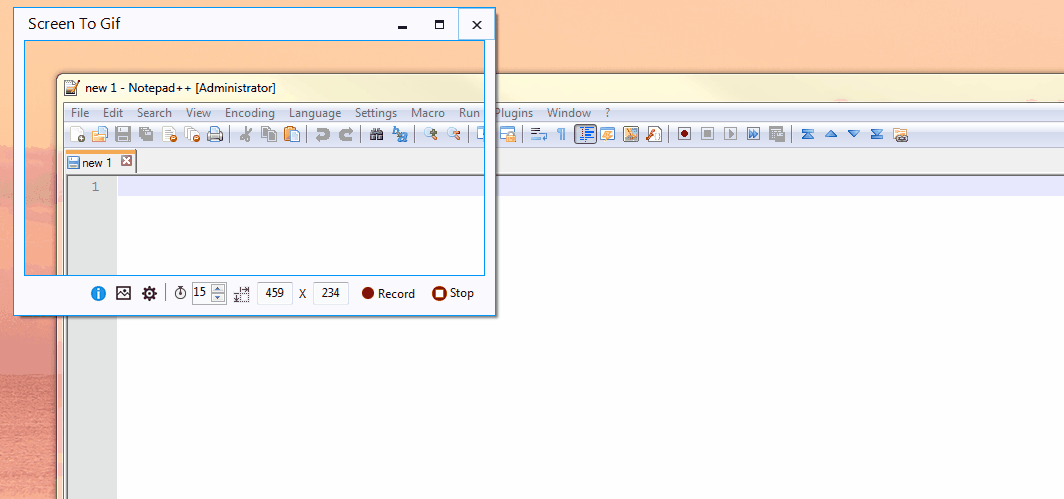 Screen To Gif
new 1 - Notepad++ [Administrator]
File Edit Search View Encoding Language Settings Macro Run Plugins Window ?
new 1
1
15 459 X 234 Record Stop